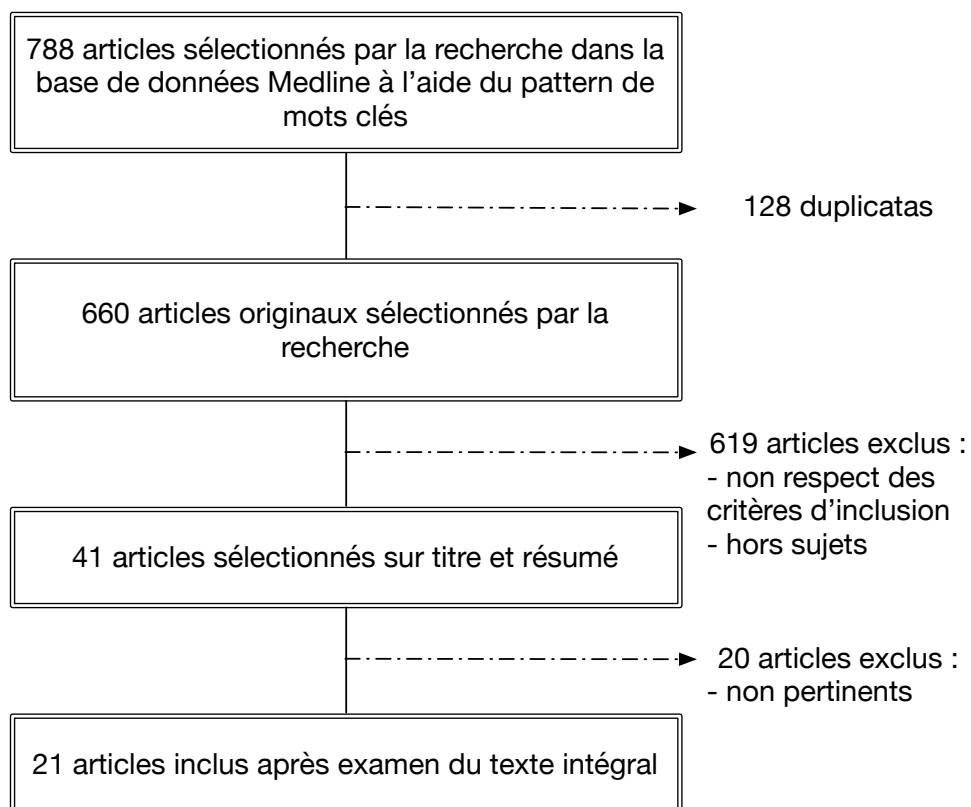 788 articles sélectionnés par la recherche dans la
base de données Medline à l’aide du pattern de
mots clés
128 duplicatas
660 articles originaux sélectionnés par la
recherche
619 articles exclus :
- non respect des
critères d’inclusion
- hors sujets
41 articles sélectionnés sur titre et résumé
20 articles exclus :
- non pertinents
21 articles inclus après examen du texte intégral